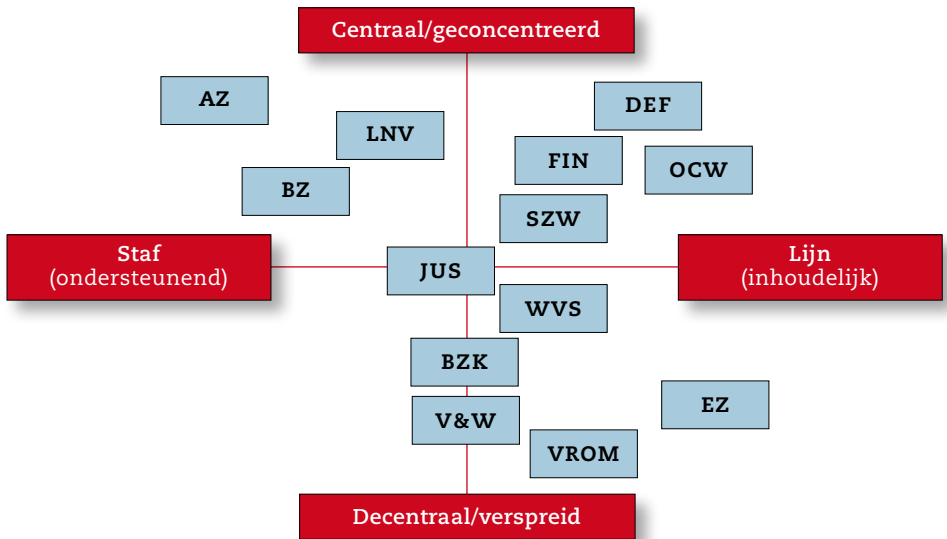 Centraal/geconcentreerd
AZ
DEF
LNV
FIN
OCW
BZ
SZW
Staf
(ondersteunend)
JUS
Lijn
(inhoudelijk)
WVS
BZK
EZ
V&W
VROM
Decentraal/verspreid